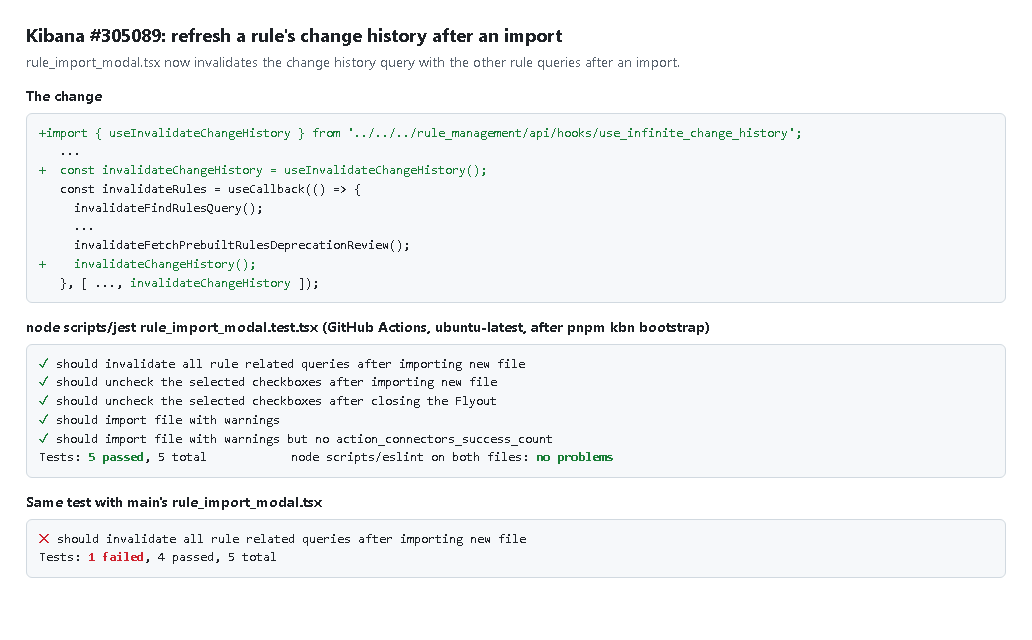 Kibana #305089: refresh a rule's change history after an import
rule_import_modal.tsx now invalidates the change history query with the other rule queries after an import.
The change
+import { useInvalidateChangeHistory } from '../../../rule_management/api/hooks/use_infinite_change_history';
...
+ const invalidateChangeHistory = useInvalidateChangeHistory();
const invalidateRules = useCallback(() => {
invalidateFindRulesQuery();
...
invalidateFetchPrebuiltRulesDeprecationReview();
+ invalidateChangeHistory();
}, [ ..., invalidateChangeHistory ]);
node scripts/jest rule_import_modal.test.tsx (GitHub Actions, ubuntu-latest, after pnpm kbn bootstrap)
✓ should invalidate all rule related queries after importing new file
✓ should uncheck the selected checkboxes after importing new file
✓ should uncheck the selected checkboxes after closing the Flyout
✓ should import file with warnings
✓ should import file with warnings but no action_connectors_success_count
Tests: 5 passed, 5 total node scripts/eslint on both files: no problems
Same test with main's rule_import_modal.tsx
✕ should invalidate all rule related queries after importing new file
Tests: 1 failed, 4 passed, 5 total